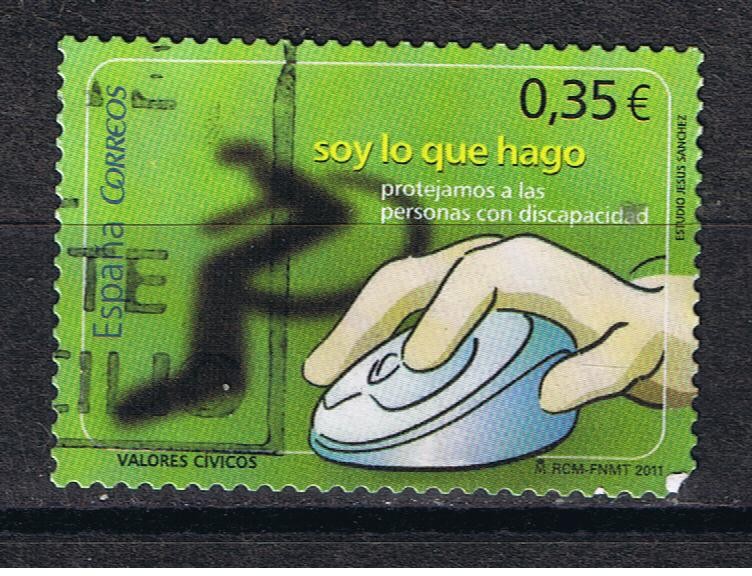 0,35 €
soy lo que hago
protejamos a las
personas con discapacidad
España CORREOS
ESTUDIO JESÚS SÁNCHEZ
VALORES CÍVICOS
M. RCM-FNMT 2011